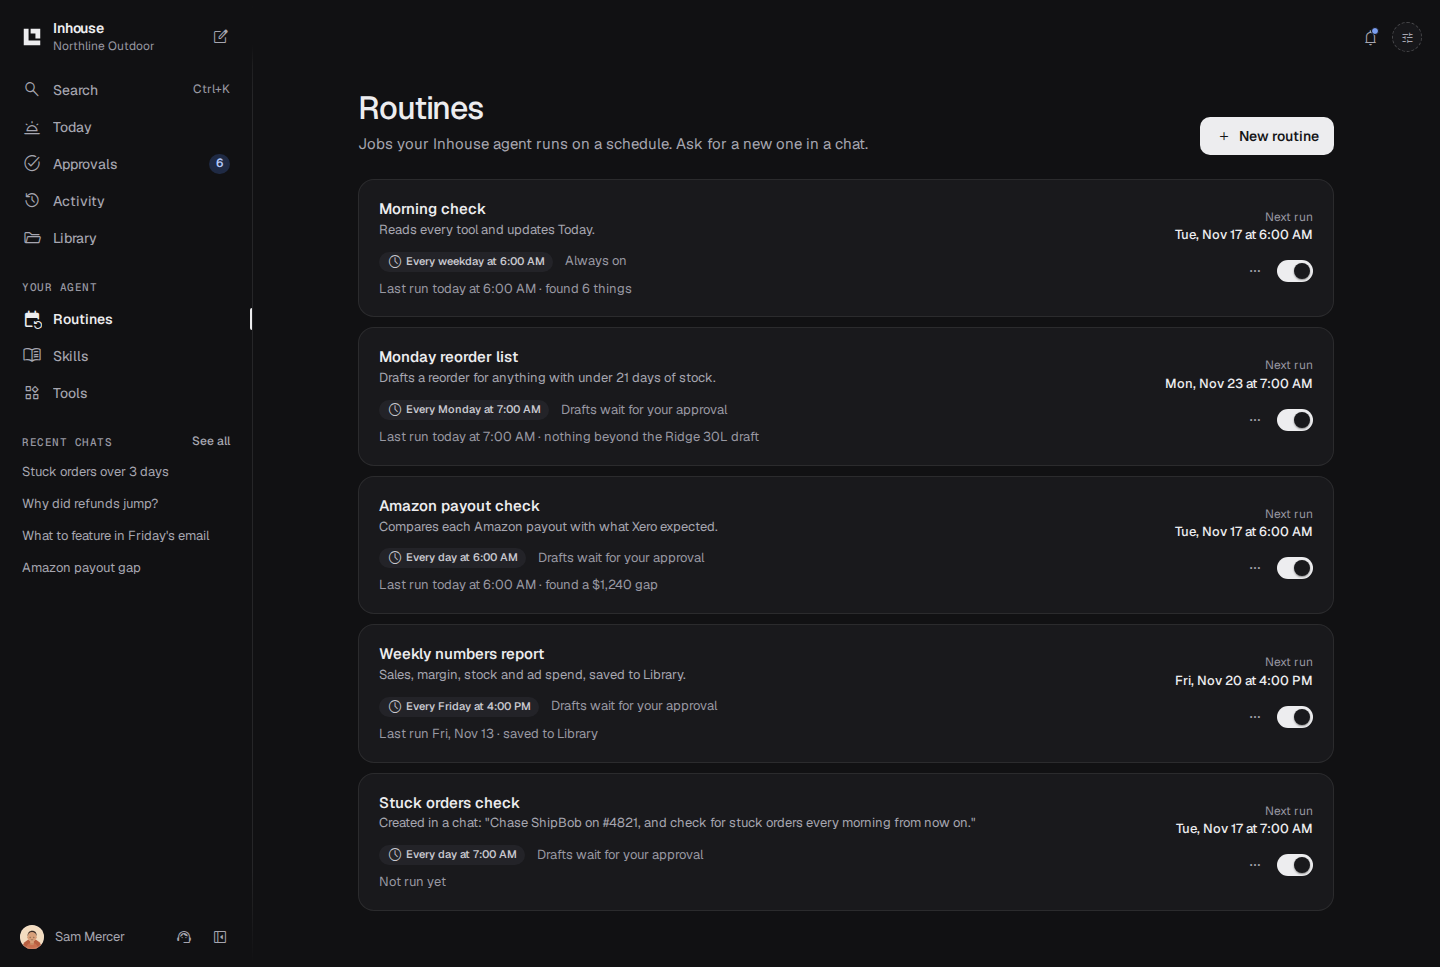 Inhouse
Northline Outdoor
Search Ctrl+K
Today
Approvals 6
Activity
Library
YOUR AGENT
Routines
Skills
Tools
RECENT CHATS See all
Stuck orders over 3 days
Why did refunds jump?
What to feature in Friday's email
Amazon payout gap
Sam Mercer
Routines
Jobs your Inhouse agent runs on a schedule. Ask for a new one in a chat.
+ New routine
Morning check
Reads every tool and updates Today.
Every weekday at 6:00 AM Always on
Last run today at 6:00 AM · found 6 things
Next run
Tue, Nov 17 at 6:00 AM
Monday reorder list
Drafts a reorder for anything with under 21 days of stock.
Every Monday at 7:00 AM Drafts wait for your approval
Last run today at 7:00 AM · nothing beyond the Ridge 30L draft
Next run
Mon, Nov 23 at 7:00 AM
Amazon payout check
Compares each Amazon payout with what Xero expected.
Every day at 6:00 AM Drafts wait for your approval
Last run today at 6:00 AM · found a $1,240 gap
Next run
Tue, Nov 17 at 6:00 AM
Weekly numbers report
Sales, margin, stock and ad spend, saved to Library.
Every Friday at 4:00 PM Drafts wait for your approval
Last run Fri, Nov 13 · saved to Library
Next run
Fri, Nov 20 at 4:00 PM
Stuck orders check
Created in a chat: "Chase ShipBob on #4821, and check for stuck orders every morning from now on."
Every day at 7:00 AM Drafts wait for your approval
Not run yet
Next run
Tue, Nov 17 at 7:00 AM